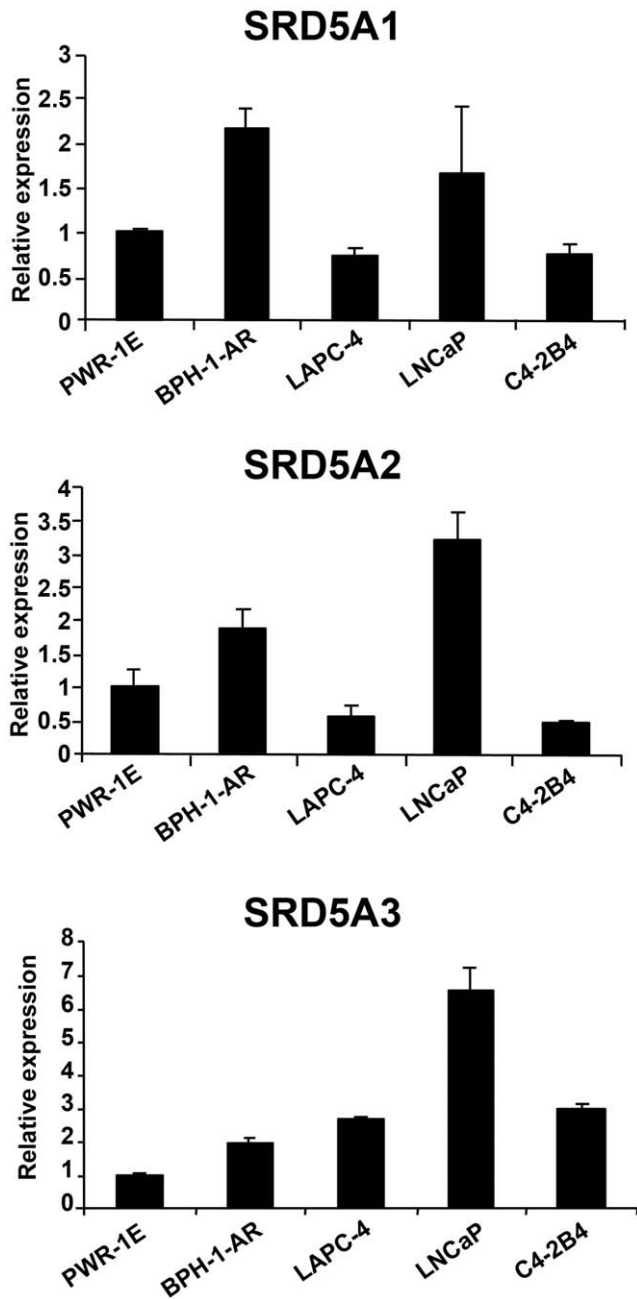 SRD5A1
Relative expression
3
2.5
2
1.5
1
0.5
0
PWR-1E
BPH-1-AR
LAPC-4
LNCaP
C4-2B4
SRD5A2
Relative expression
4
3.5
3
2.5
2
1.5
1
0.5
0
PWR-1E
BPH-1-AR
LAPC-4
LNCaP
C4-2B4
SRD5A3
Relative expression
8
7
6
5
4
3
2
1
0
PWR-1E
BPH-1-AR
LAPC-4
LNCaP
C4-2B4